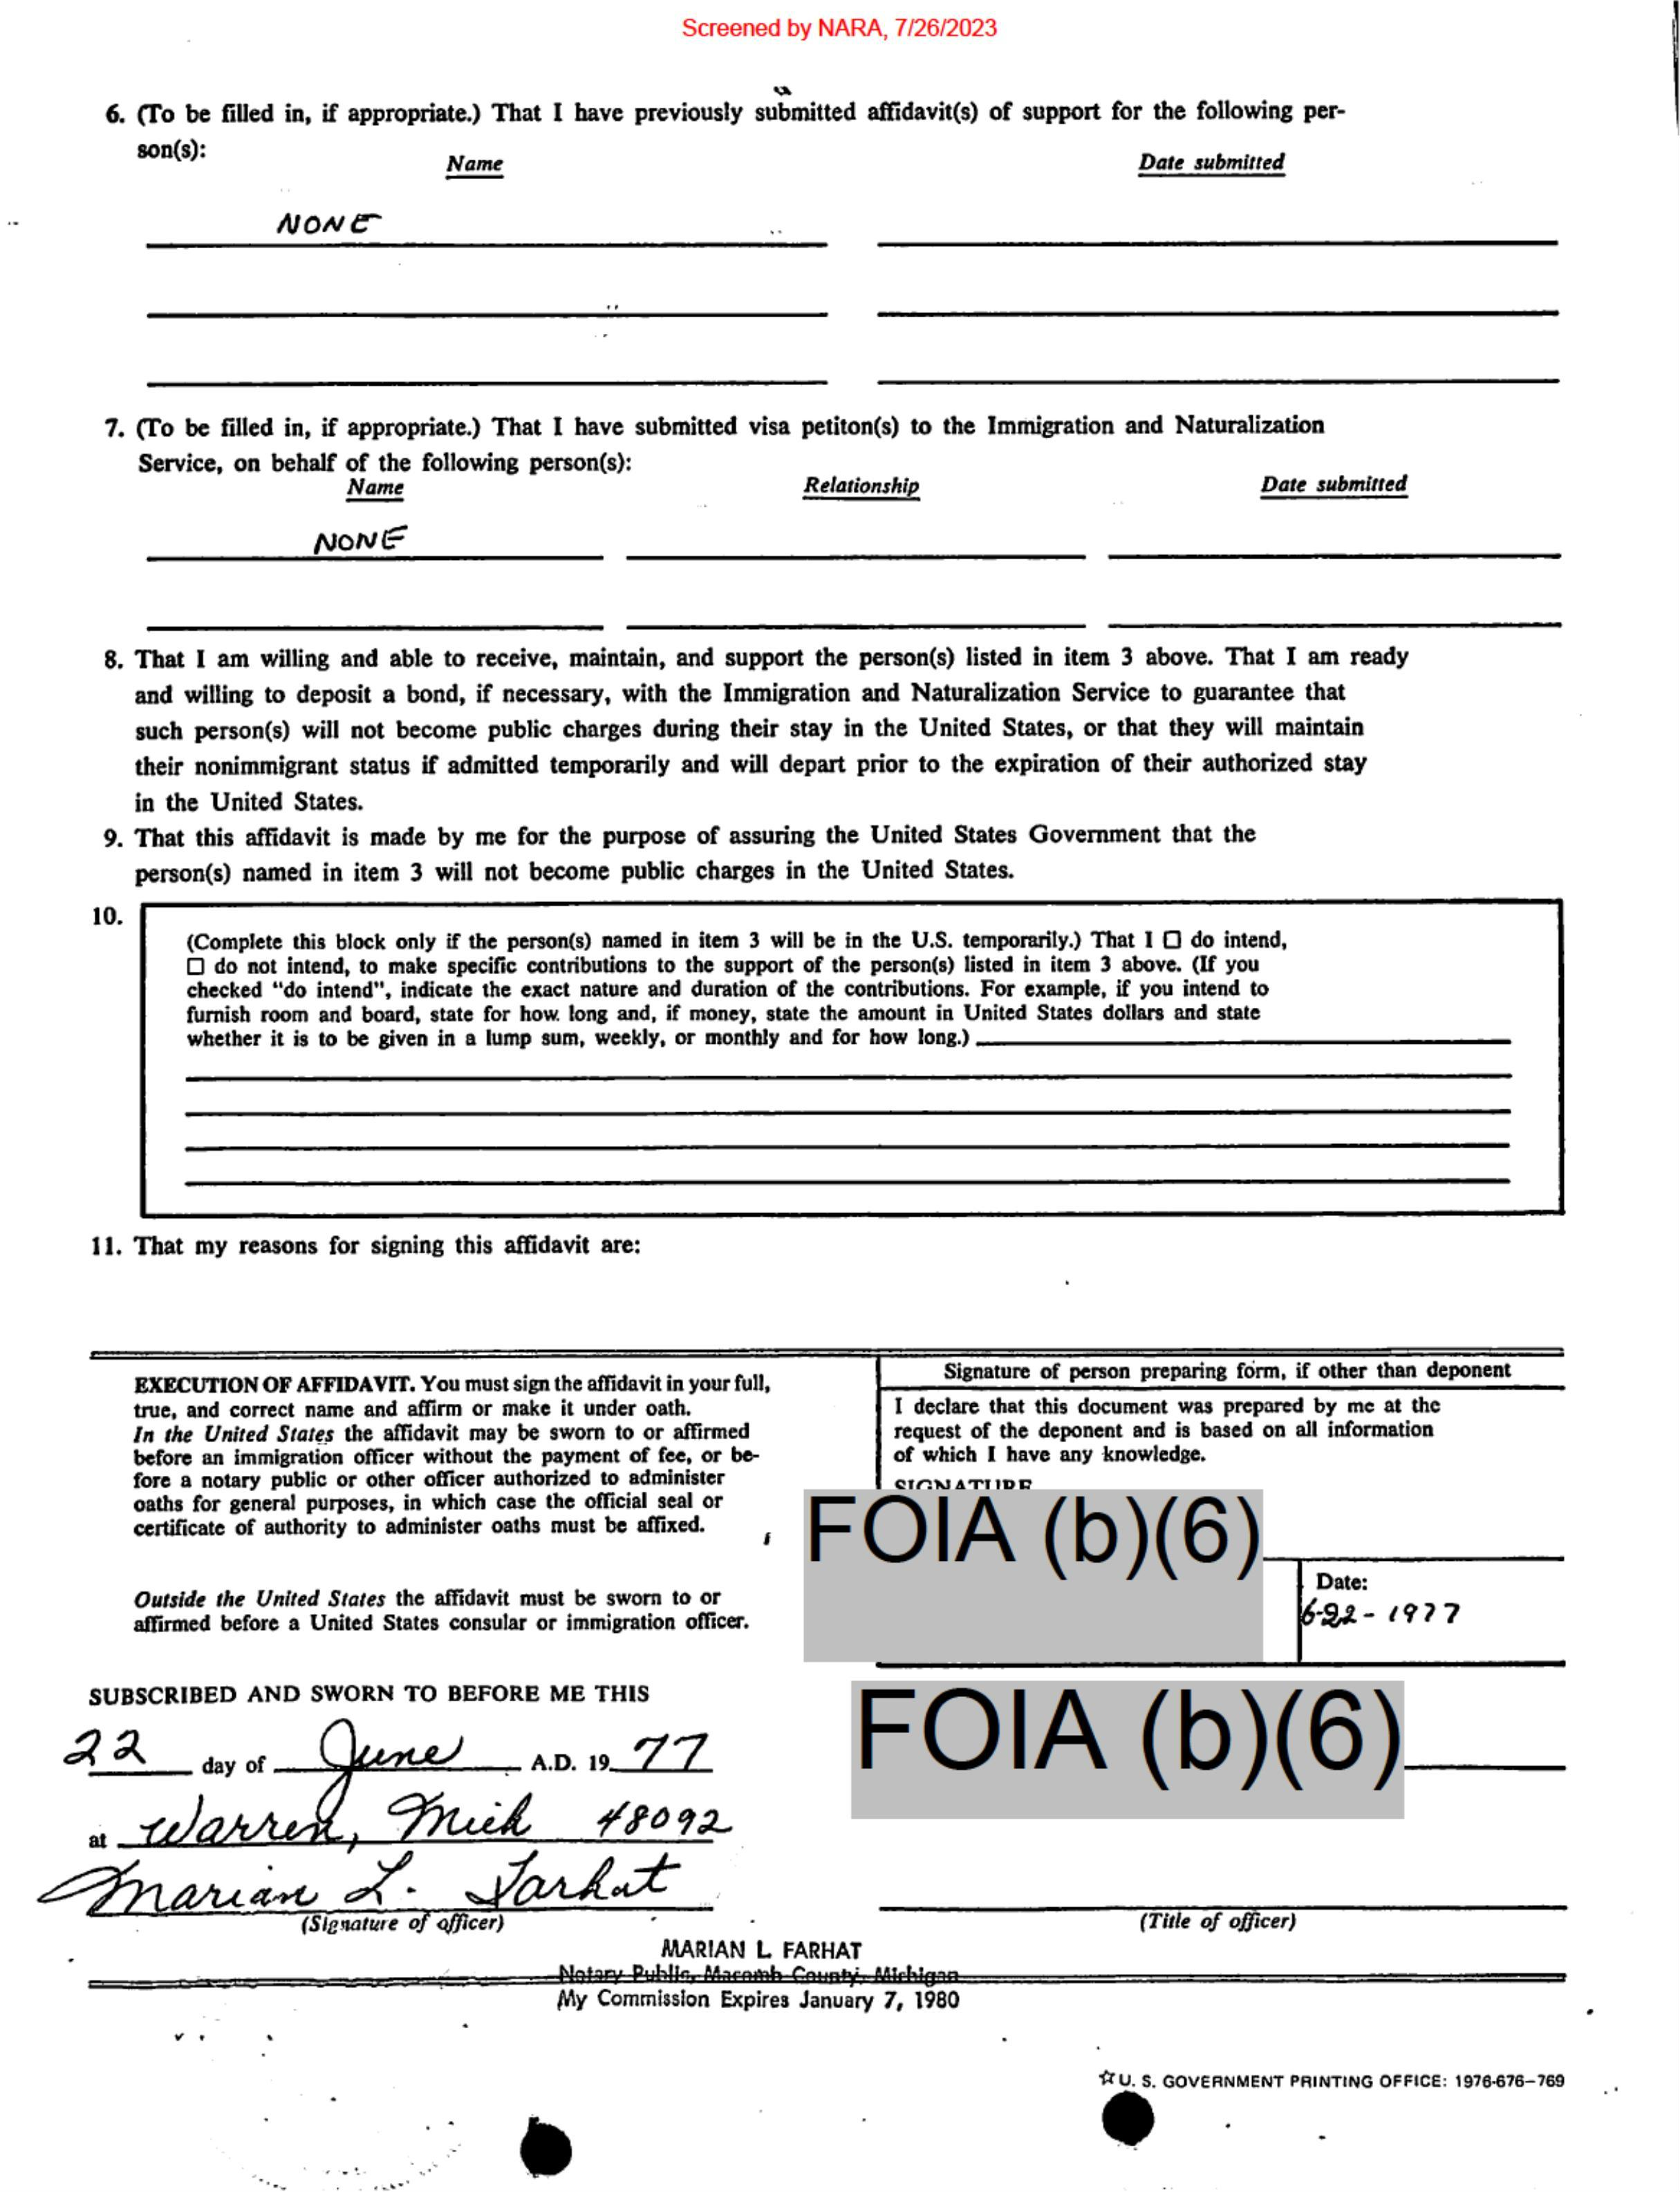 Screened by NARA, 7/26/2023
6. (To be filled in, if appropriate.) That I have previously submitted affidavit(s) of support for the following per-
son(s):
Name Date submitted
NONE
7. (To be filled in, if appropriate.) That I have submitted visa petiton(s) to the Immigration and Naturalization
Service, on behalf of the following person(s):
Name Relationship Date submitted
NONE
8. That I am willing and able to receive, maintain, and support the person(s) listed in item 3 above. That I am ready
and willing to deposit a bond, if necessary, with the Immigration and Naturalization Service to guarantee that
such person(s) will not become public charges during their stay in the United States, or that they will maintain
their nonimmigrant status if admitted temporarily and will depart prior to the expiration of their authorized stay
in the United States.
9. That this affidavit is made by me for the purpose of assuring the United States Government that the
person(s) named in item 3 will not become public charges in the United States.
10.
(Complete this block only if the person(s) named in item 3 will be in the U.S. temporarily.) That I ☐ do intend,
☐ do not intend, to make specific contributions to the support of the person(s) listed in item 3 above. (If you
checked "do intend", indicate the exact nature and duration of the contributions. For example, if you intend to
furnish room and board, state for how long and, if money, state the amount in United States dollars and state
whether it is to be given in a lump sum, weekly, or monthly and for how long.)
11. That my reasons for signing this affidavit are:
EXECUTION OF AFFIDAVIT. You must sign the affidavit in your full,
true, and correct name and affirm or make it under oath.
In the United States the affidavit may be sworn to or affirmed
before an immigration officer without the payment of fee, or be-
fore a notary public or other officer authorized to administer
oaths for general purposes, in which case the official seal or
certificate of authority to administer oaths must be affixed.
Outside the United States the affidavit must be sworn to or
affirmed before a United States consular or immigration officer.
Signature of person preparing form, if other than deponent
I declare that this document was prepared by me at the
request of the deponent and is based on all information
of which I have any knowledge.
SIGNATURE
FOIA (b)(6)
Date:
6-22-1977
SUBSCRIBED AND SWORN TO BEFORE ME THIS
FOIA (b)(6)
22 day of June A.D. 19 77
at Warren, Mich 48092
Marian L. Farhat
(Signature of officer) (Title of officer)
MARIAN L. FARHAT
Notary Public, Macomb County, Michigan
My Commission Expires January 7, 1980
☆ U. S. GOVERNMENT PRINTING OFFICE: 1976-676-769